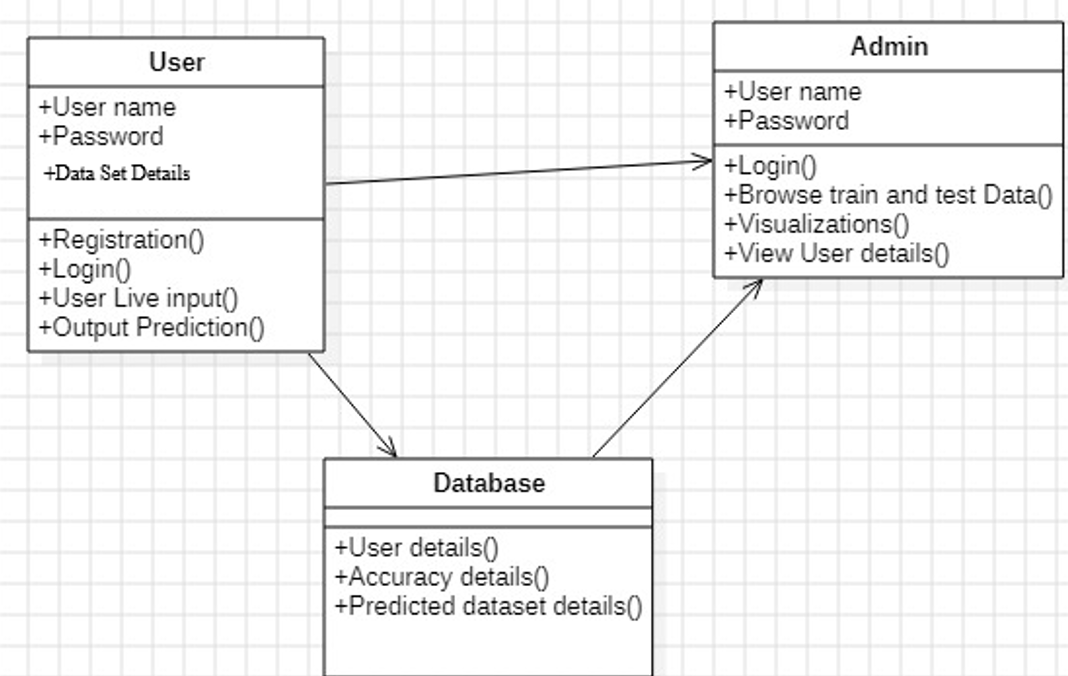 User
+User name
+Password
+Data Set Details
+Registration()
+Login()
+User Live input()
+Output Prediction()
Admin
+User name
+Password
+Login()
+Browse train and test Data()
+Visualizations()
+View User details()
Database
+User details()
+Accuracy details()
+Predicted dataset details()